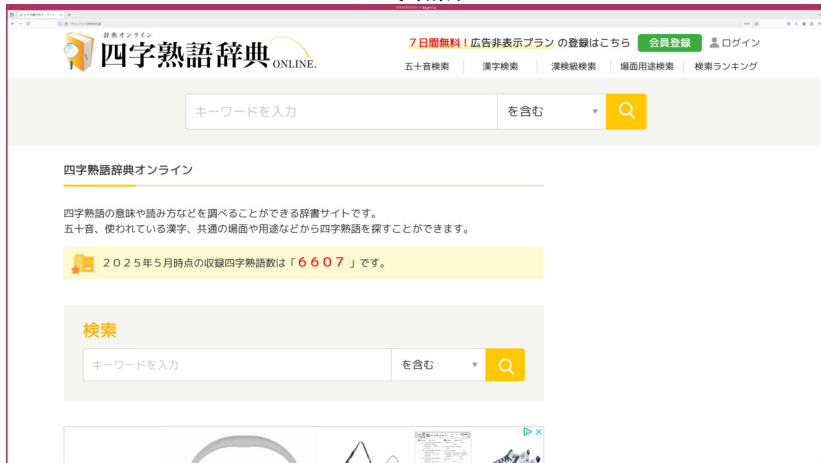 辞典オンライン
四字熟語辞典ONLINE.
7日間無料！広告非表示プラン の登録はこちら 会員登録 ログイン
五十音検索 漢字検索 漢検級検索 場面用途検索 検索ランキング
キーワードを入力 を含む
四字熟語辞典オンライン
四字熟語の意味や読み方などを調べることができる辞書サイトです。
五十音、使われている漢字、共通の場面や用途などから四字熟語を探すことができます。
2025年5月時点の収録四字熟語数は「6607」です。
検索
キーワードを入力 を含む